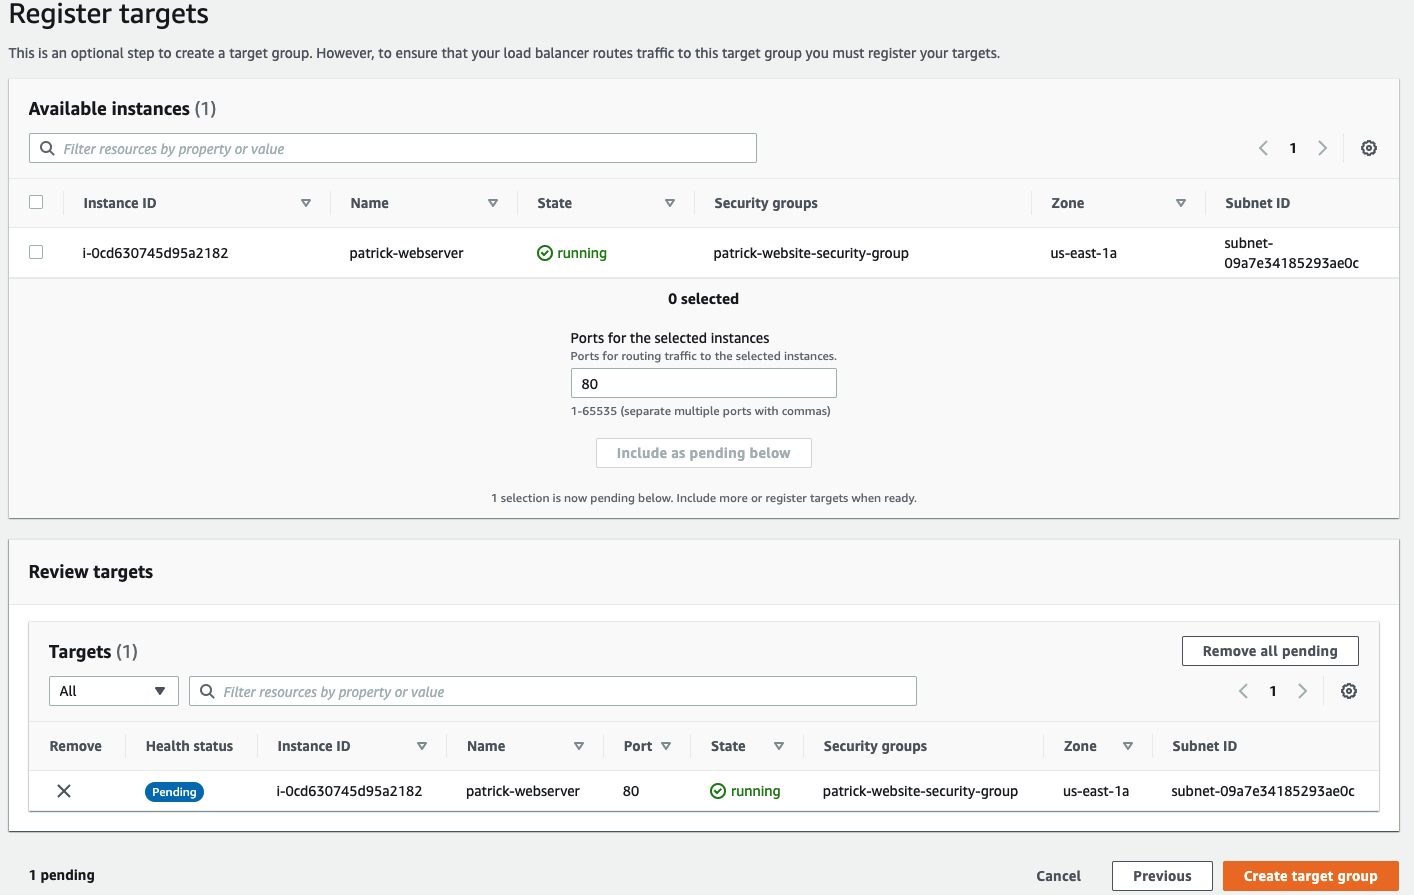 Register targets
This is an optional step to create a target group. However, to ensure that your load balancer routes traffic to this target group you must register your targets.
Available instances (1)
Filter resources by property or value
1
Instance ID Name State Security groups Zone Subnet ID
i-0cd630745d95a2182 patrick-webserver running patrick-website-security-group us-east-1a subnet-
09a7e34185293ae0c
0 selected
Ports for the selected instances
Ports for routing traffic to the selected instances.
80
1-65535 (separate multiple ports with commas)
Include as pending below
1 selection is now pending below. Include more or register targets when ready.
Review targets
Targets (1)
Remove all pending
All
Filter resources by property or value
1
Remove Health status Instance ID Name Port State Security groups Zone Subnet ID
Pending i-0cd630745d95a2182 patrick-webserver 80 running patrick-website-security-group us-east-1a subnet-09a7e34185293ae0c
1 pending
Cancel Previous Create target group